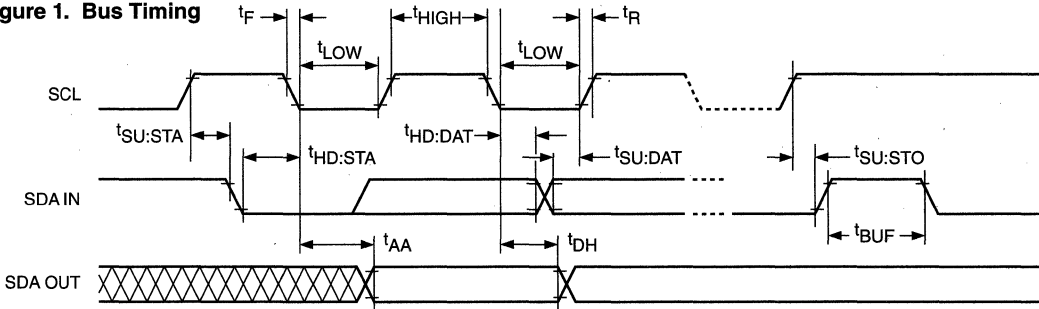 gure 1. Bus Timing
tF
tHIGH
tR
tLOW
tLOW
SCL
tSU:STA
tHD:DAT
tHD:STA
tSU:DAT
tSU:STO
SDA IN
tBUF
tAA
tDH
SDA OUT